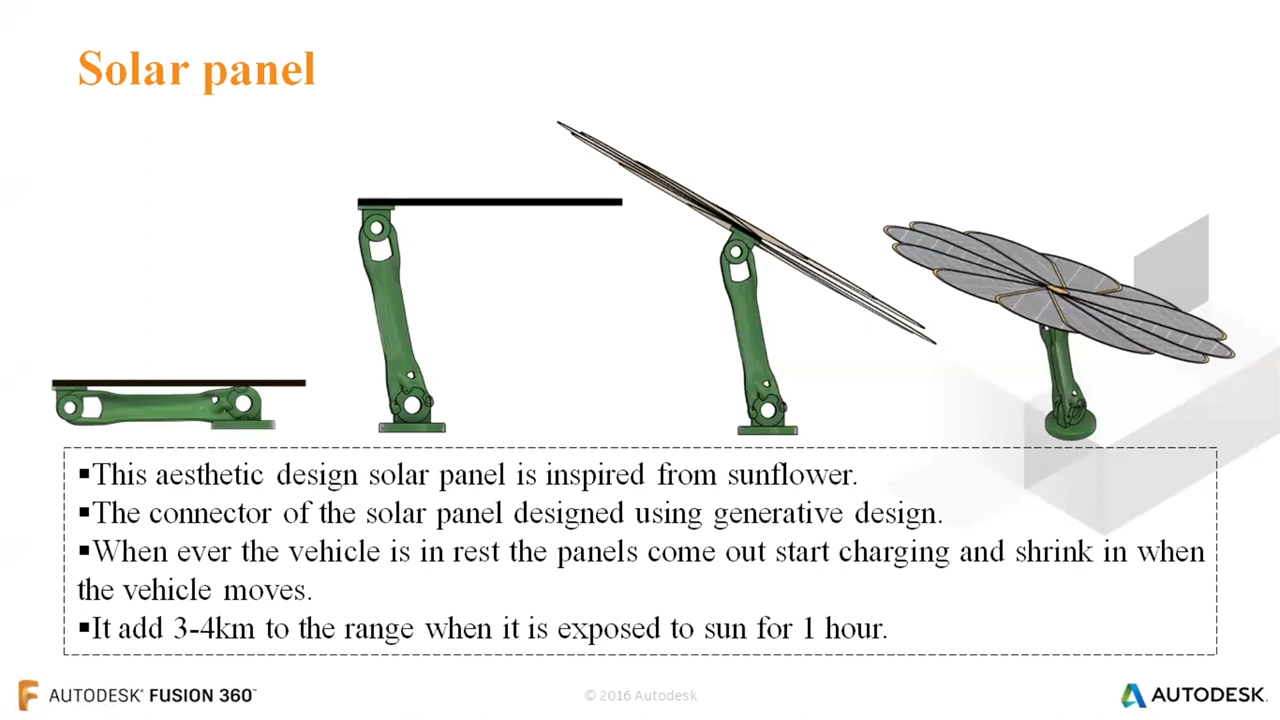 Solar panel
▪This aesthetic design solar panel is inspired from sunflower.
▪The connector of the solar panel designed using generative design.
▪When ever the vehicle is in rest the panels come out start charging and shrink in when
the vehicle moves.
▪It add 3-4km to the range when it is exposed to sun for 1 hour.
AUTODESK® FUSION 360™
© 2016 Autodesk
AUTODESK.